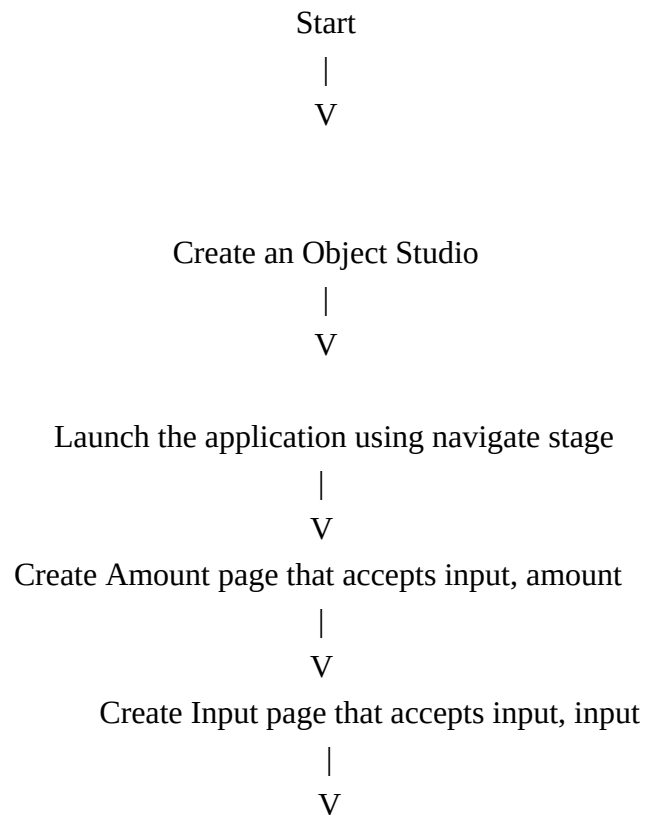 Start
|
V
Create an Object Studio
|
V
Launch the application using navigate stage
|
V
Create Amount page that accepts input, amount
|
V
Create Input page that accepts input, input
|
V